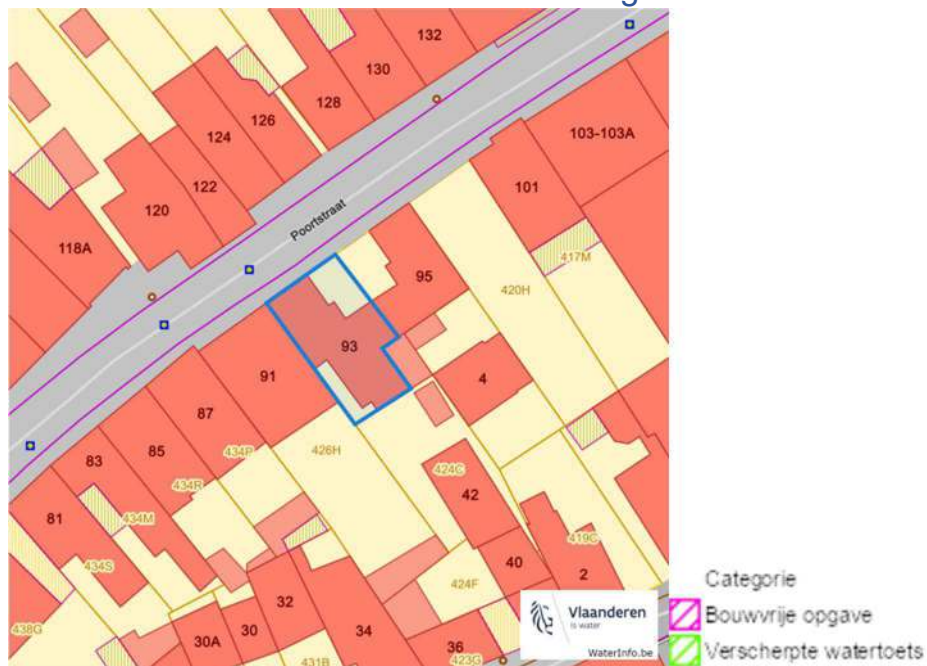 132
130
128
126
103-103A
124
101
122
120
Poortstraat
118A
417M
95
420H
93
91
4
87
434P
426H
83
85
434R
424C
42
81
434M
434S
419C
40
424F
2
32
30
34
30A
438G
36
431B
423G
Vlaanderen
is water
WaterInfo.be
Categorie
Bouwvrije opgave
Verscherpte watertoets